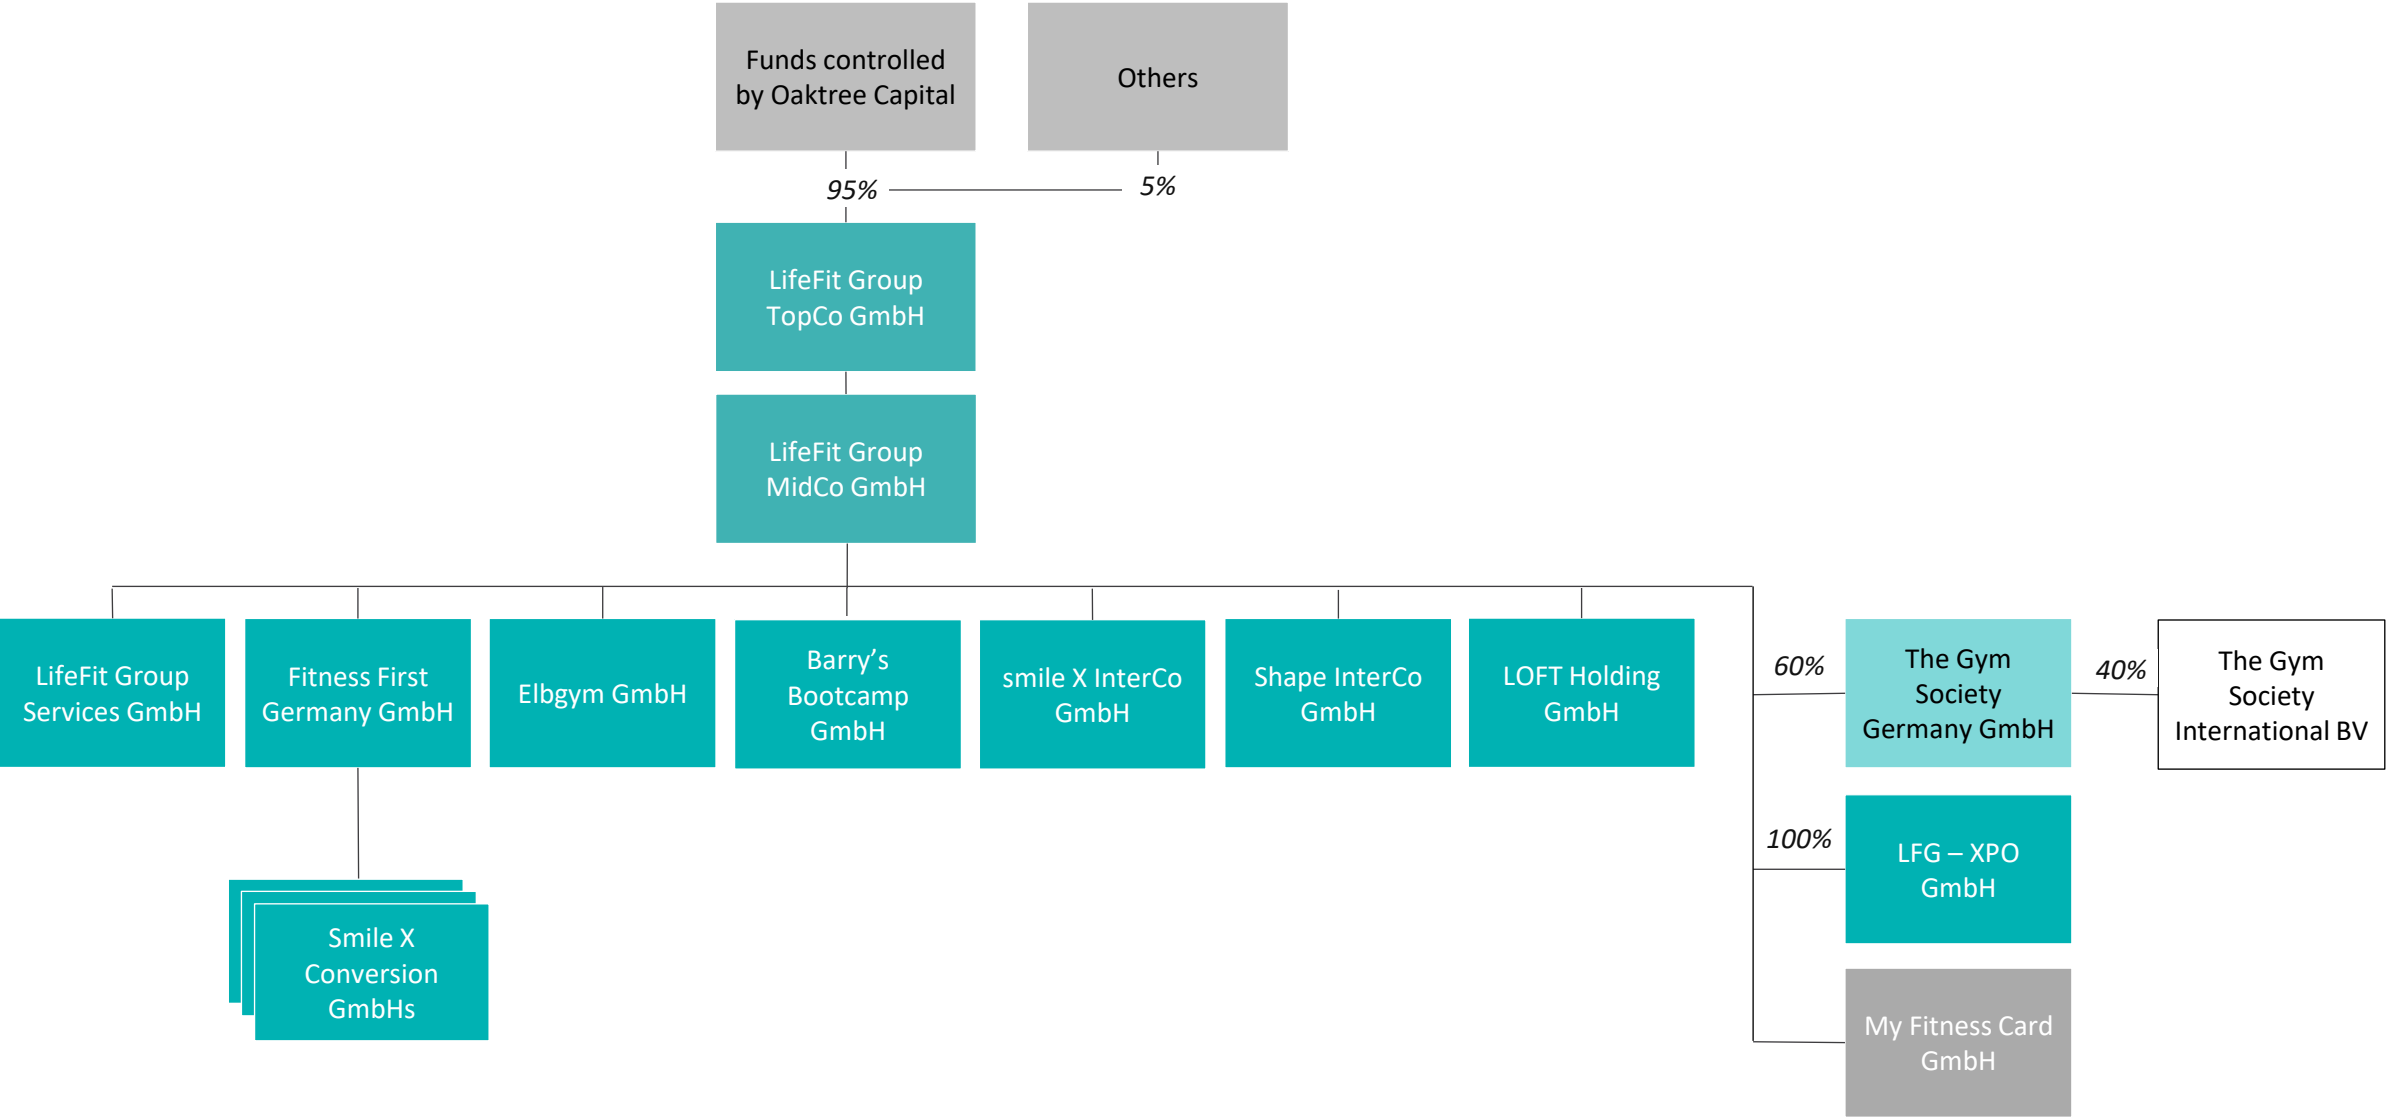 Funds controlled
by Oaktree Capital
Others
95%
5%
LifeFit Group
TopCo GmbH
LifeFit Group
MidCo GmbH
LifeFit Group
Services GmbH
Fitness First
Germany GmbH
Elbgym GmbH
Barry’s
Bootcamp
GmbH
smile X InterCo
GmbH
Shape InterCo
GmbH
LOFT Holding
GmbH
60%
The Gym
Society
Germany GmbH
40%
The Gym
Society
International BV
100%
LFG – XPO
GmbH
Smile X
Conversion
GmbHs
My Fitness Card
GmbH